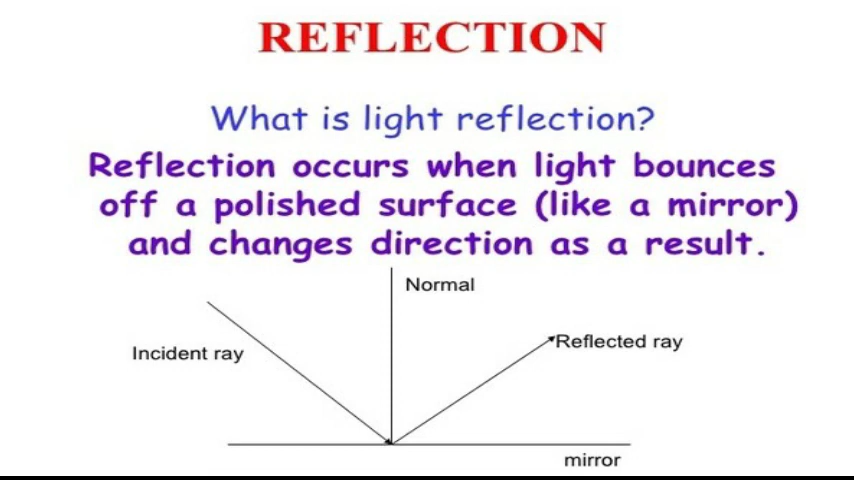 REFLECTION
What is light reflection?
Reflection occurs when light bounces
off a polished surface (like a mirror)
and changes direction as a result.
Normal
Incident ray
Reflected ray
mirror